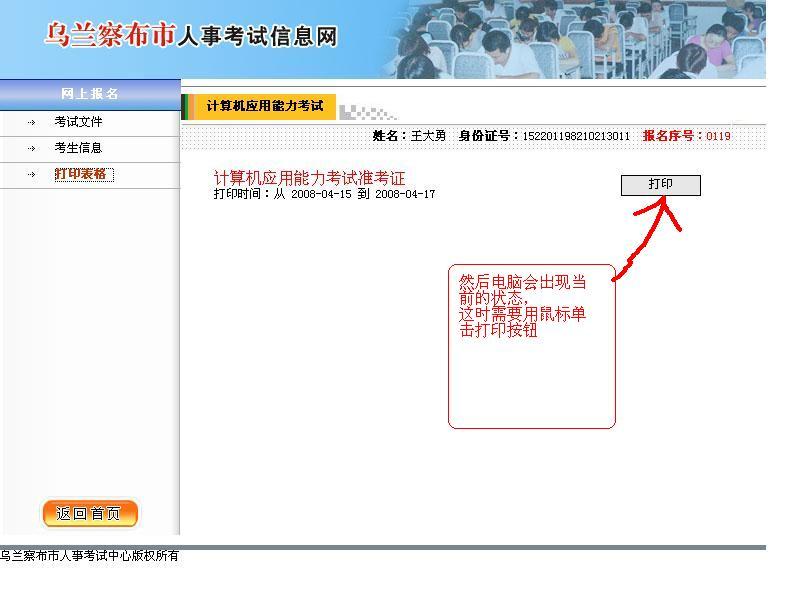 乌兰察布市人事考试信息网
网上报名
计算机应用能力考试
考试文件
姓名：王大勇 身份证号：152201198210213011 报名序号：0119
考生信息
打印表格
计算机应用能力考试准考证
打印
打印时间：从 2008-04-15 到 2008-04-17
然后电脑会出现当
前的状态，
这时需要用鼠标单
击打印按钮
返回首页
乌兰察布市人事考试中心版权所有